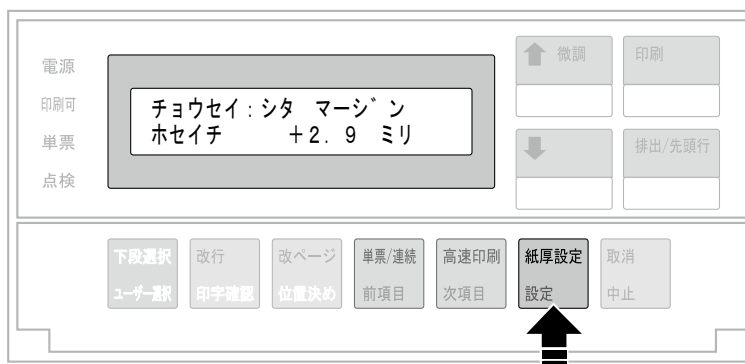 電源
印刷可
単票
点検
チョウセイ:シタ マージン
ホセイチ +2.9 ミリ
微調
印刷
排出/先頭行
下段選択
ユーザー選択
改行
印字確認
改ページ
位置決め
単票/連続
前項目
高速印刷
次項目
紙厚設定
設定
取消
中止